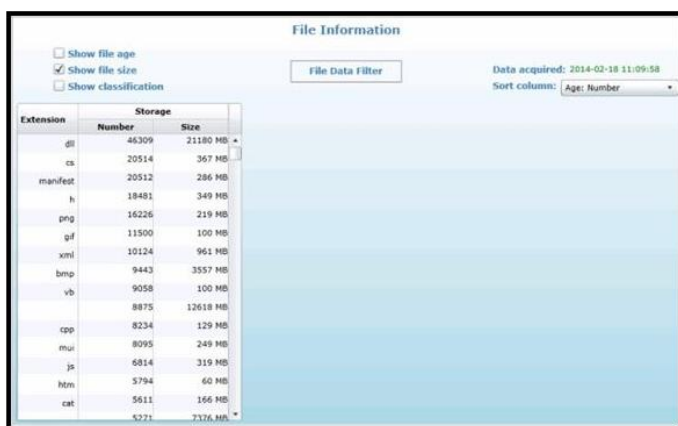 File Information
Show file age
Show file size
Show classification
File Data Filter
Data acquired: 2014-02-18 11:09:58
Sort column: Age: Number
Extension Storage
Number Size
dll 46309 21180 MB
cs 20514 367 MB
manifest 20512 286 MB
h 18481 349 MB
png 16226 219 MB
gif 11500 100 MB
xml 10124 961 MB
bmp 9443 3557 MB
vb 9058 100 MB
8875 12618 MB
cpp 8234 129 MB
mui 8095 249 MB
js 6814 319 MB
htm 5794 60 MB
cat 5611 166 MB
5271 7376 MB